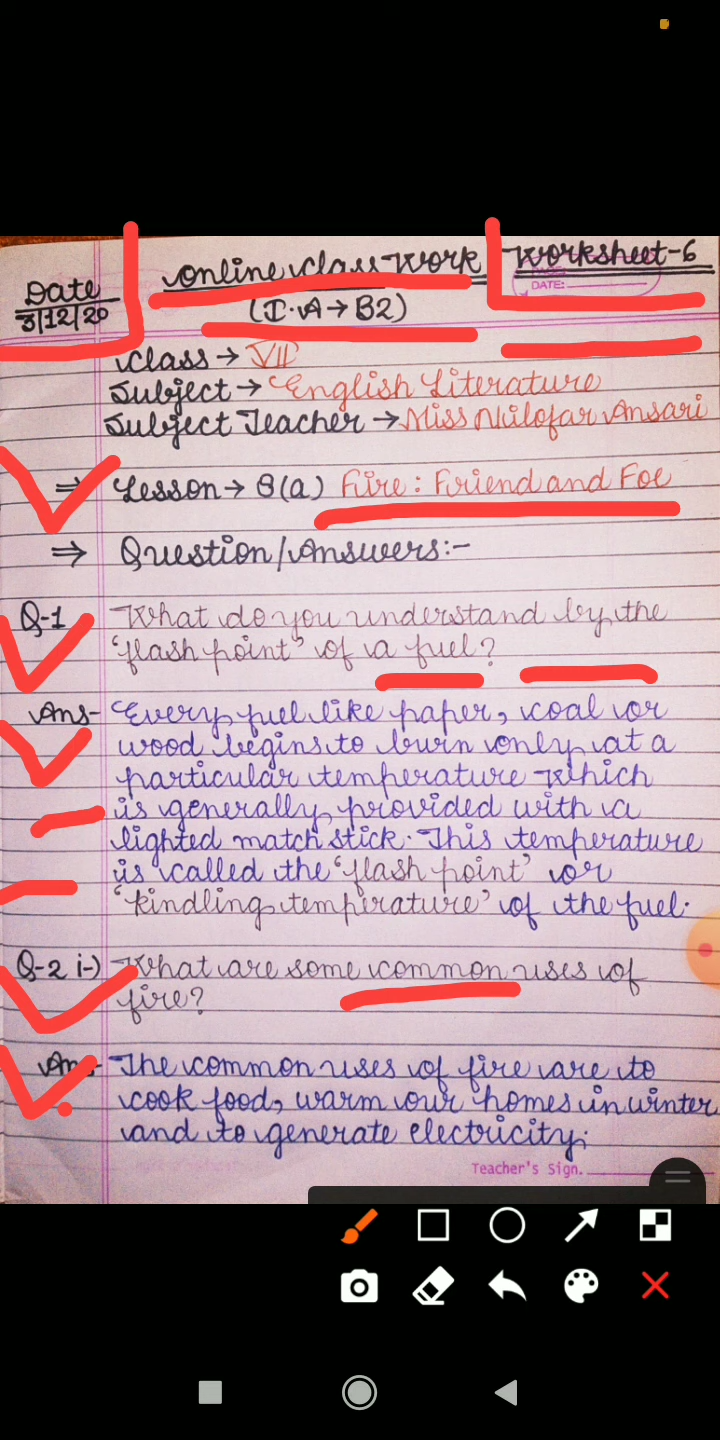 Online Class Work
Worksheet-6
Date
3/12/20
DATE:
(I.A→B2)
Class → VII
Subject → English Literature
Subject Teacher → Miss Nilofar Ansari
⇒ Lesson → 8(a) Fire: Friend and Foe
⇒ Question/Answers:-
Q-1 What do you understand by the
'flash point' of a fuel?
Ans- Every fuel like paper, coal or
wood begins to burn only at a
particular temperature which
is generally provided with a
lighted match stick. This temperature
is called the 'flash point' or
'kindling temperature' of the fuel.
Q-2 i-) What are some common uses of
fire?
Ans- The common uses of fire are to
cook food, warm our homes in winter
and to generate electricity.
Teacher's Sign.